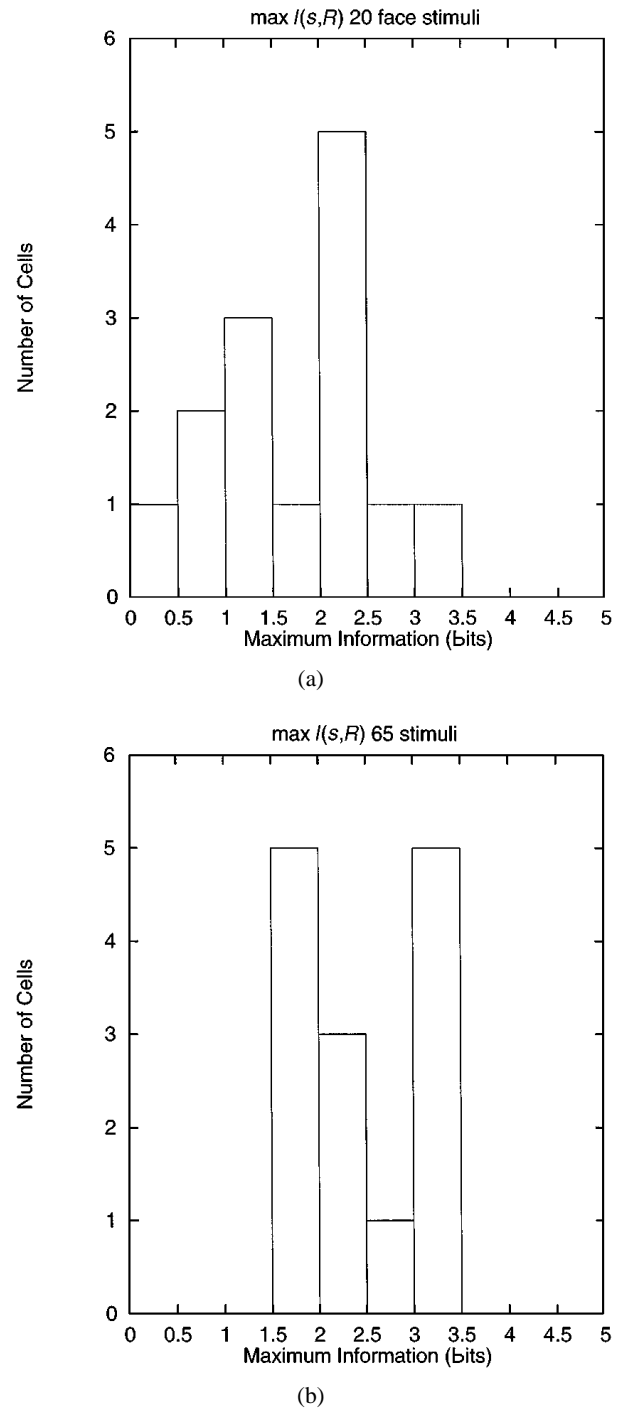 max I(s,R) 20 face stimuli
6
5
4
3
2
1
0
Number of Cells
0 0.5 1 1.5 2 2.5 3 3.5 4 4.5 5
Maximum Information (bits)
(a)
max I(s,R) 65 stimuli
6
5
4
3
2
1
0
Number of Cells
0 0.5 1 1.5 2 2.5 3 3.5 4 4.5 5
Maximum Information (bits)
(b)